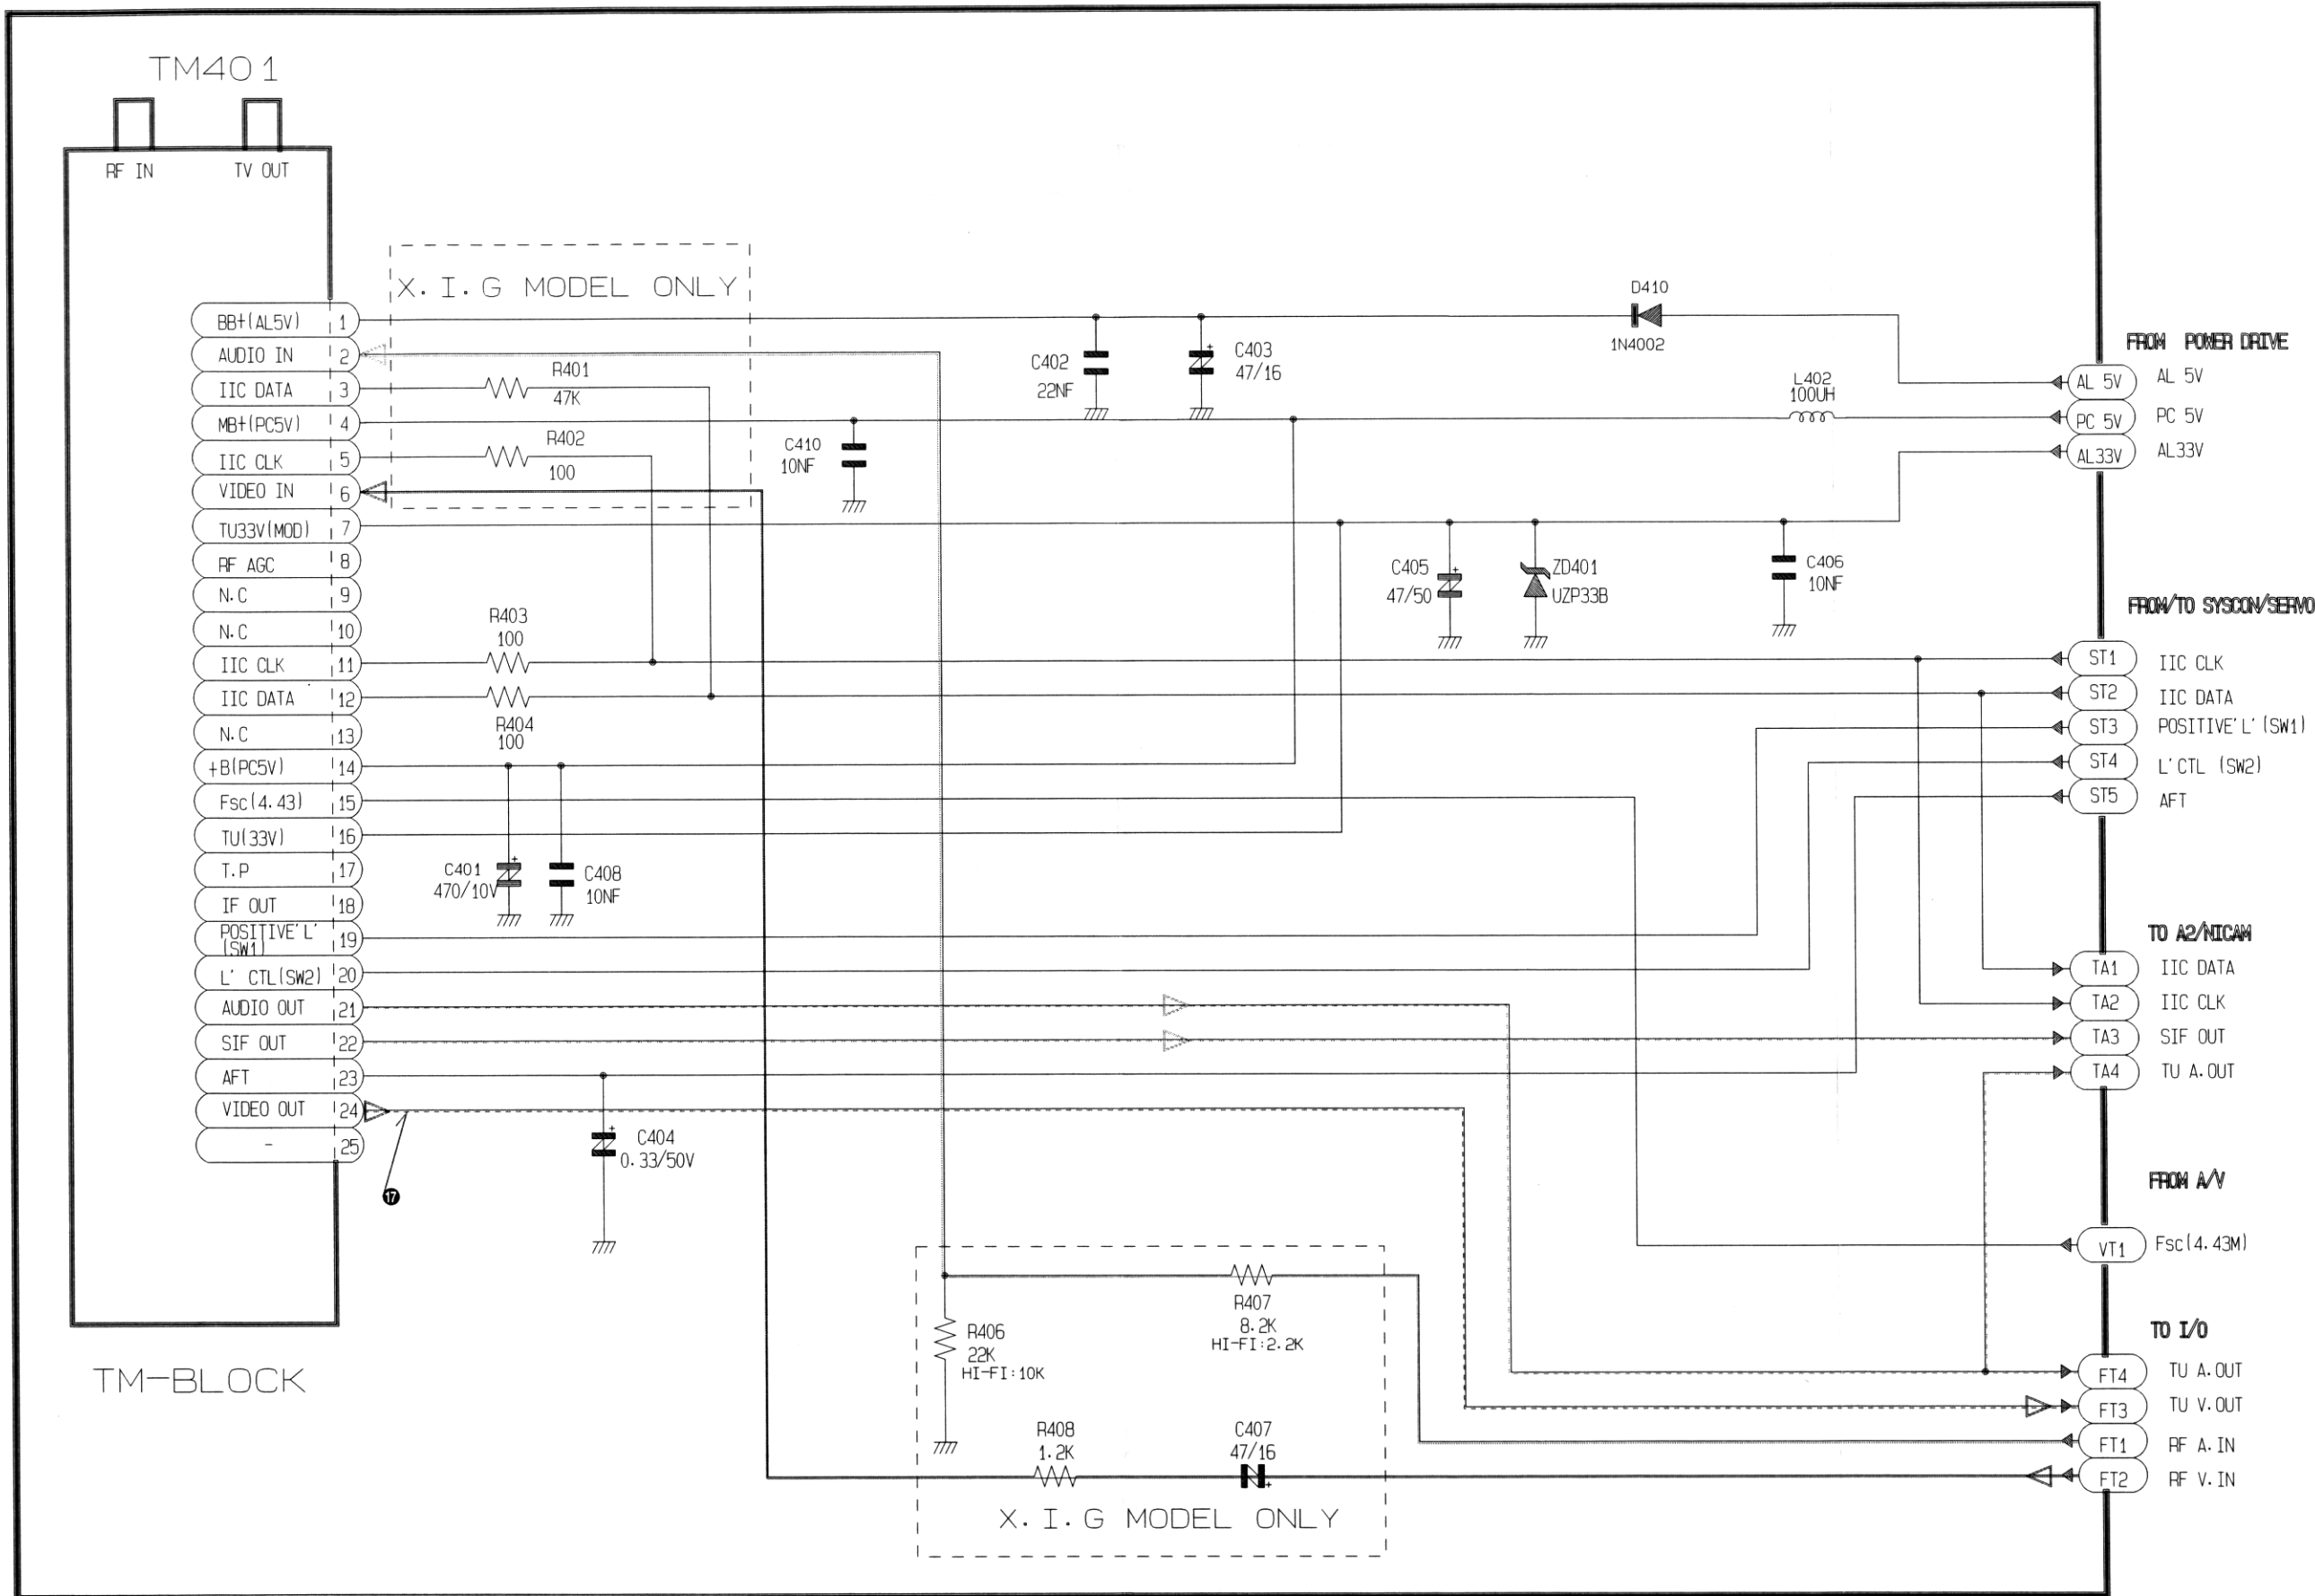 TM401
RF IN
TV OUT
X.I.G MODEL ONLY
BB+(AL5V) 1
AUDIO IN 2
IIC DATA 3
MB+(PC5V) 4
IIC CLK 5
VIDEO IN 6
TU33V(MOD) 7
RF AGC 8
N.C 9
N.C 10
IIC CLK 11
IIC DATA 12
N.C 13
+B(PC5V) 14
Fsc(4.43) 15
TU(33V) 16
T.P 17
IF OUT 18
POSITIVE'L'
(SW1) 19
L' CTL(SW2) 20
AUDIO OUT 21
SIF OUT 22
AFT 23
VIDEO OUT 24
- 25
TM-BLOCK
R401
47K
R402
100
R403
100
R404
100
C401
470/10V
C408
10NF
C404
0.33/50V
17
C410
10NF
C402
22NF
C403
47/16
D410
1N4002
L402
100UH
C405
47/50
ZD401
UZP33B
C406
10NF
R406
22K
HI-FI:10K
R407
8.2K
HI-FI:2.2K
R408
1.2K
C407
47/16
X.I.G MODEL ONLY
FROM POWER DRIVE
AL 5V AL 5V
PC 5V PC 5V
AL33V AL33V
FROM/TO SYSCON/SERVO
ST1 IIC CLK
ST2 IIC DATA
ST3 POSITIVE'L'(SW1)
ST4 L'CTL (SW2)
ST5 AFT
TO A2/NICAM
TA1 IIC DATA
TA2 IIC CLK
TA3 SIF OUT
TA4 TU A.OUT
FROM A/V
VT1 Fsc(4.43M)
TO I/O
FT4 TU A.OUT
FT3 TU V.OUT
FT1 RF A.IN
FT2 RF V.IN